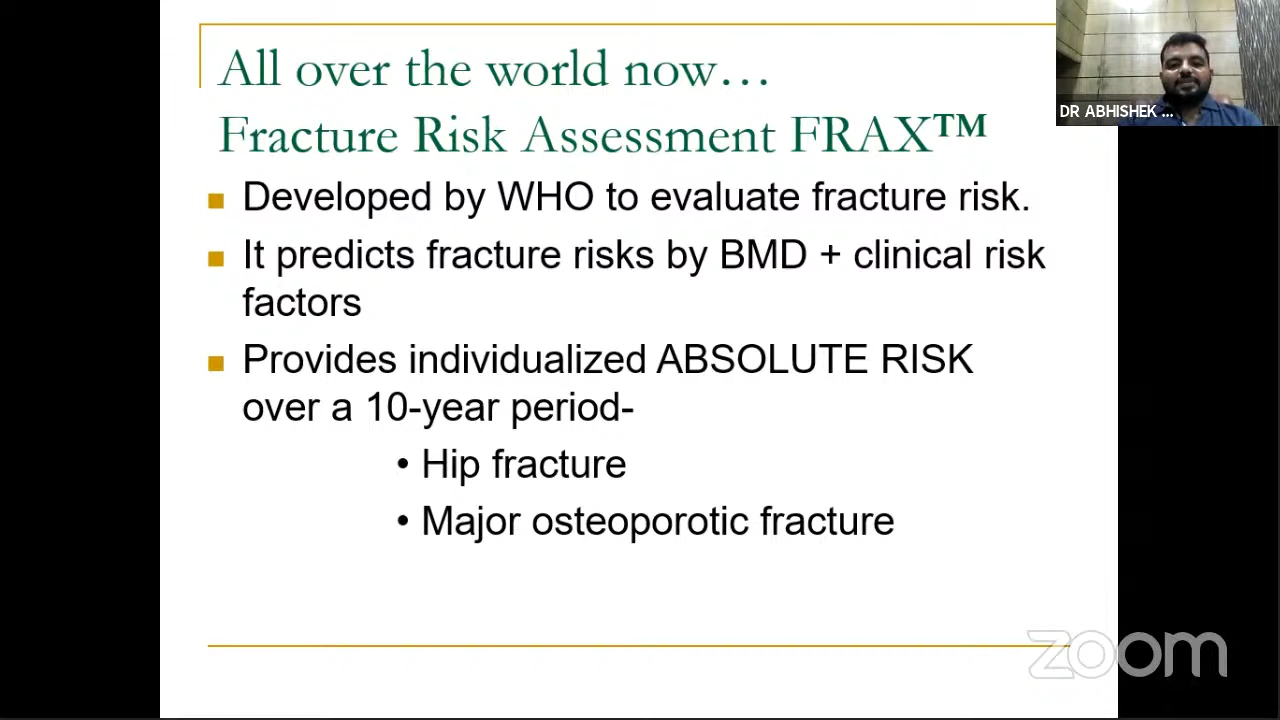 All over the world now…
Fracture Risk Assessment FRAX™
Developed by WHO to evaluate fracture risk.
It predicts fracture risks by BMD + clinical risk
factors
Provides individualized ABSOLUTE RISK
over a 10-year period-
• Hip fracture
• Major osteoporotic fracture
DR ABHISHEK ...
zoom